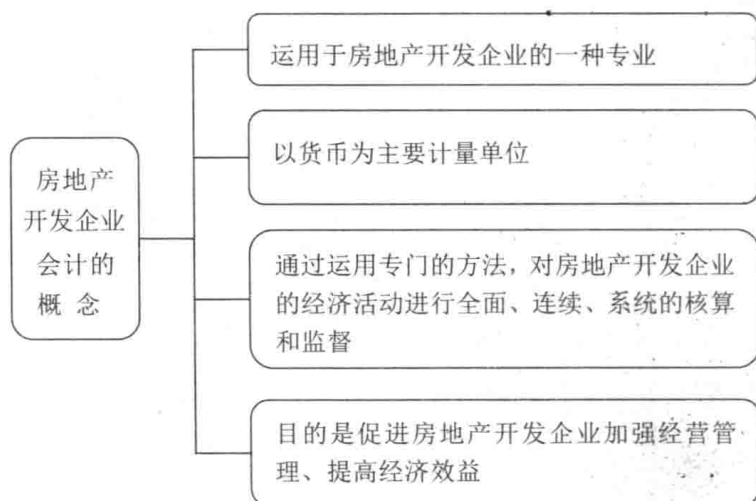 房地产
开发企业
会计的
概念
运用于房地产开发企业的一种专业
以货币为主要计量单位
通过运用专门的方法，对房地产开发企业
的经济活动进行全面、连续、系统的核算
和监督
目的是促进房地产开发企业加强经营管
理、提高经济效益